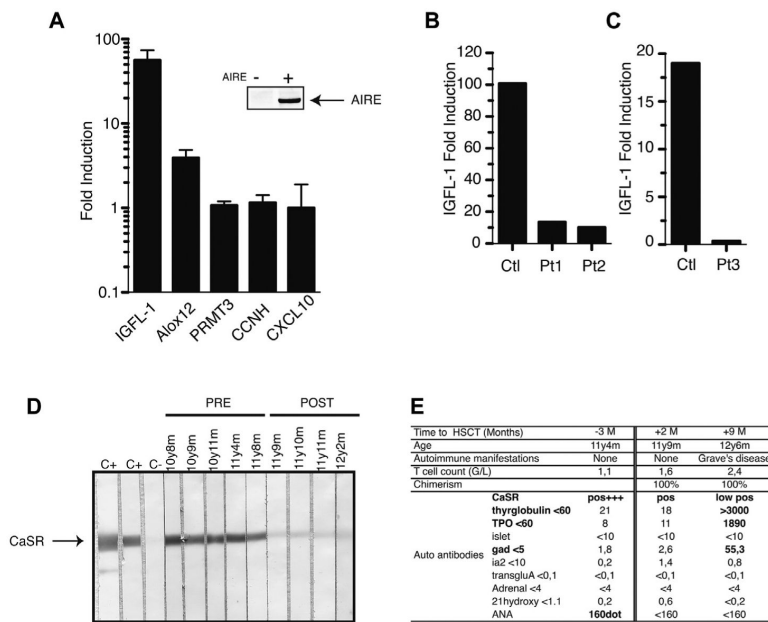 A
100
10
1
0.1
Fold Induction
AIRE - +
AIRE
IGFL-1
Alox12
PRMT3
CCNH
CXCL10
B
120
100
80
60
40
20
0
IGFL-1 Fold Induction
Ctl Pt1 Pt2
C
20
15
10
5
0
IGFL-1 Fold Induction
Ctl Pt3
D
PRE POST
C+ C+ C- 10y8m 10y9m 10y11m 11y4m 11y8m 11y9m 11y10m 11y11m 12y2m
CaSR
E
Time to HSCT (Months) -3 M +2 M +9 M
Age 11y4m 11y9m 12y6m
Autoimmune manifestations None None Grave's disease
T cell count (G/L) 1,1 1,6 2,4
Chimerism 100% 100%
Auto antibodies
CaSR pos+++ pos low pos
thyrglobulin <60 21 18 >3000
TPO <60 8 11 1890
islet <10 <10 <10
gad <5 1,8 2,6 55,3
ia2 <10 0,2 1,4 0,8
transgluA <0,1 <0,1 <0,1 <0,1
Adrenal <4 <4 <4 <4
21hydroxy <1.1 0,2 0,6 <0,2
ANA 160dot <160 <160